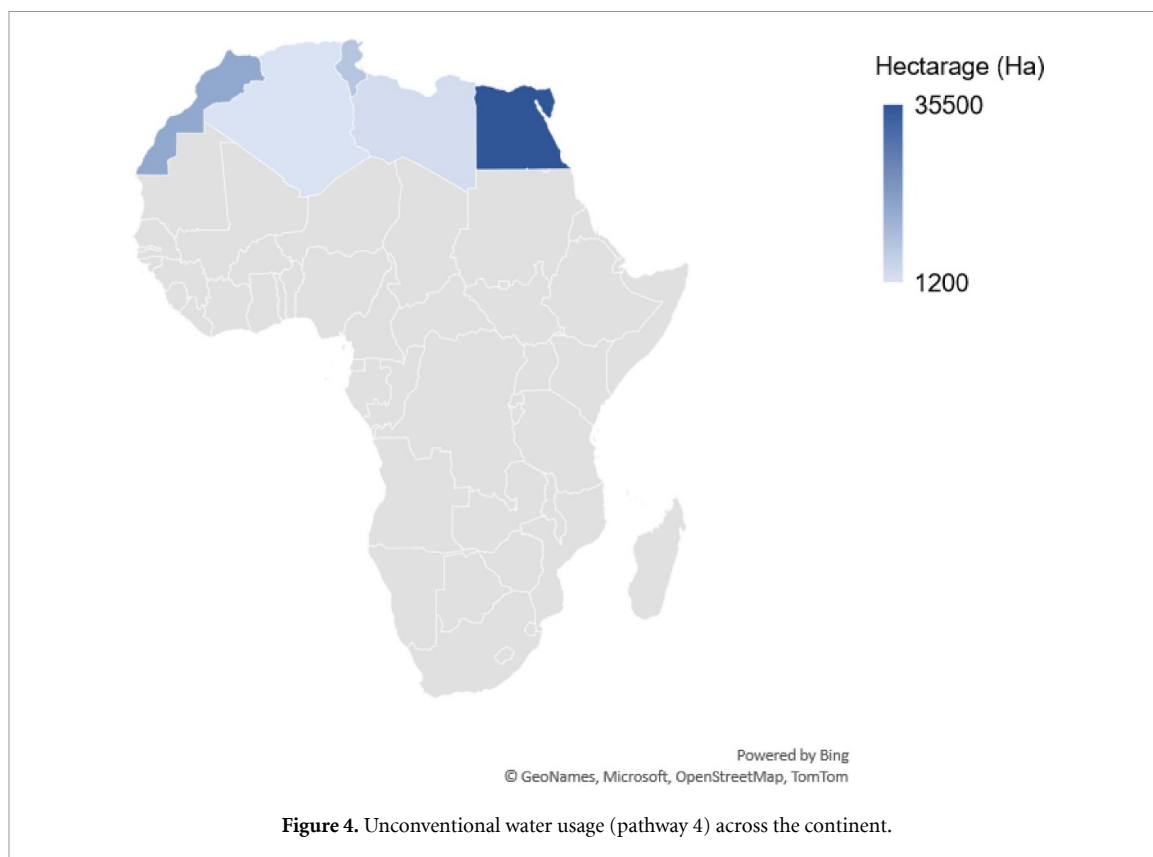 Hectarage (Ha)
35500
1200
Powered by Bing
© GeoNames, Microsoft, OpenStreetMap, TomTom
Figure 4. Unconventional water usage (pathway 4) across the continent.